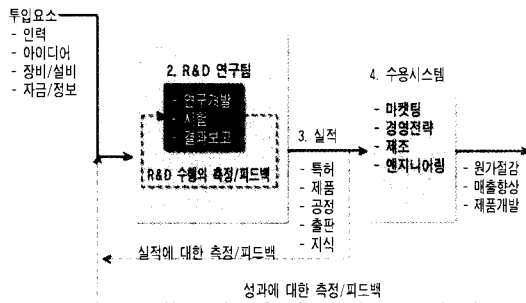 투입요소
- 인력
- 아이디어
- 장비/설비
- 자금/정보
2. R&D 연구팀
- 연구개발
- 시험
- 결과보고
R&D 수행의 측정/피드백
3. 실적
- 특허
- 제품
- 공정
- 출판
- 지식
4. 수용시스템
- 마켓팅
- 경영전략
- 제조
- 엔지니어링
- 원가절감
- 매출향상
- 제품개발
실적에 대한 측정/피드백
성과에 대한 측정/피드백